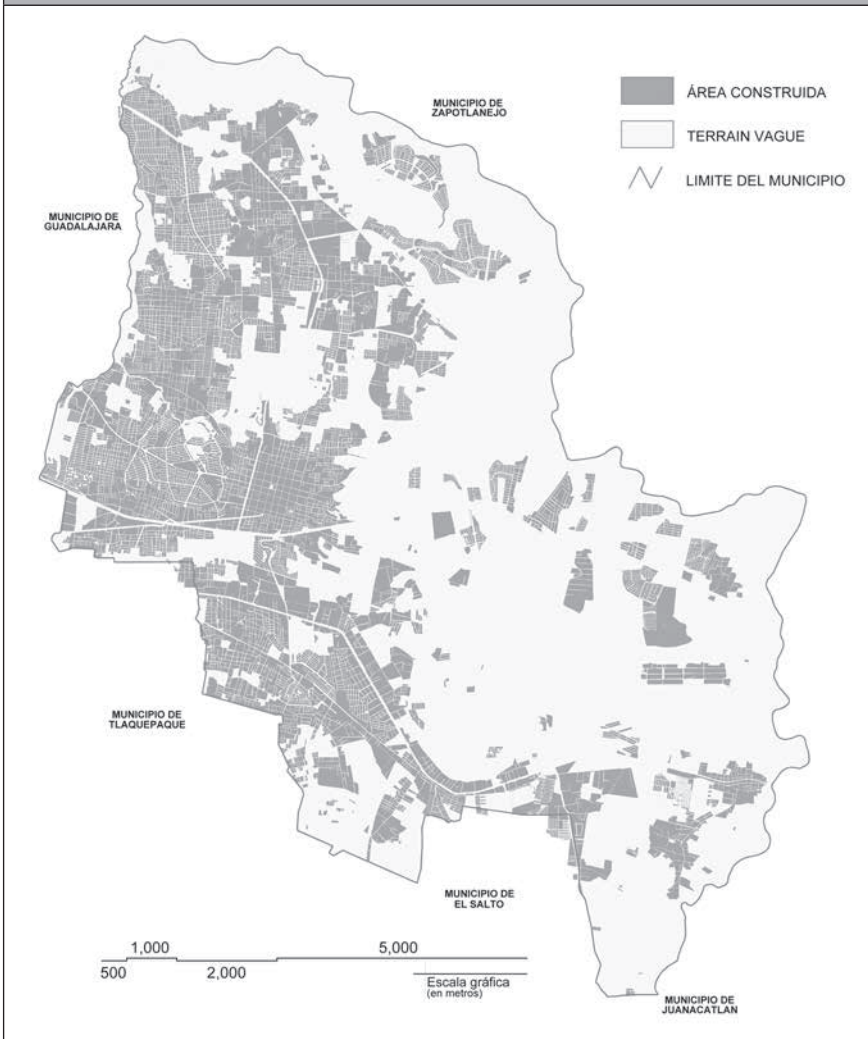 MUNICIPIO DE
ZAPOTLANEJO
ÁREA CONSTRUIDA
TERRAIN VAGUE
LIMITE DEL MUNICIPIO
MUNICIPIO DE
GUADALAJARA
MUNICIPIO DE
TLAQUEPAQUE
MUNICIPIO DE
EL SALTO
1,000
5,000
500
2,000
Escala gráfica
(en metros)
MUNICIPIO DE
JUANACATLAN